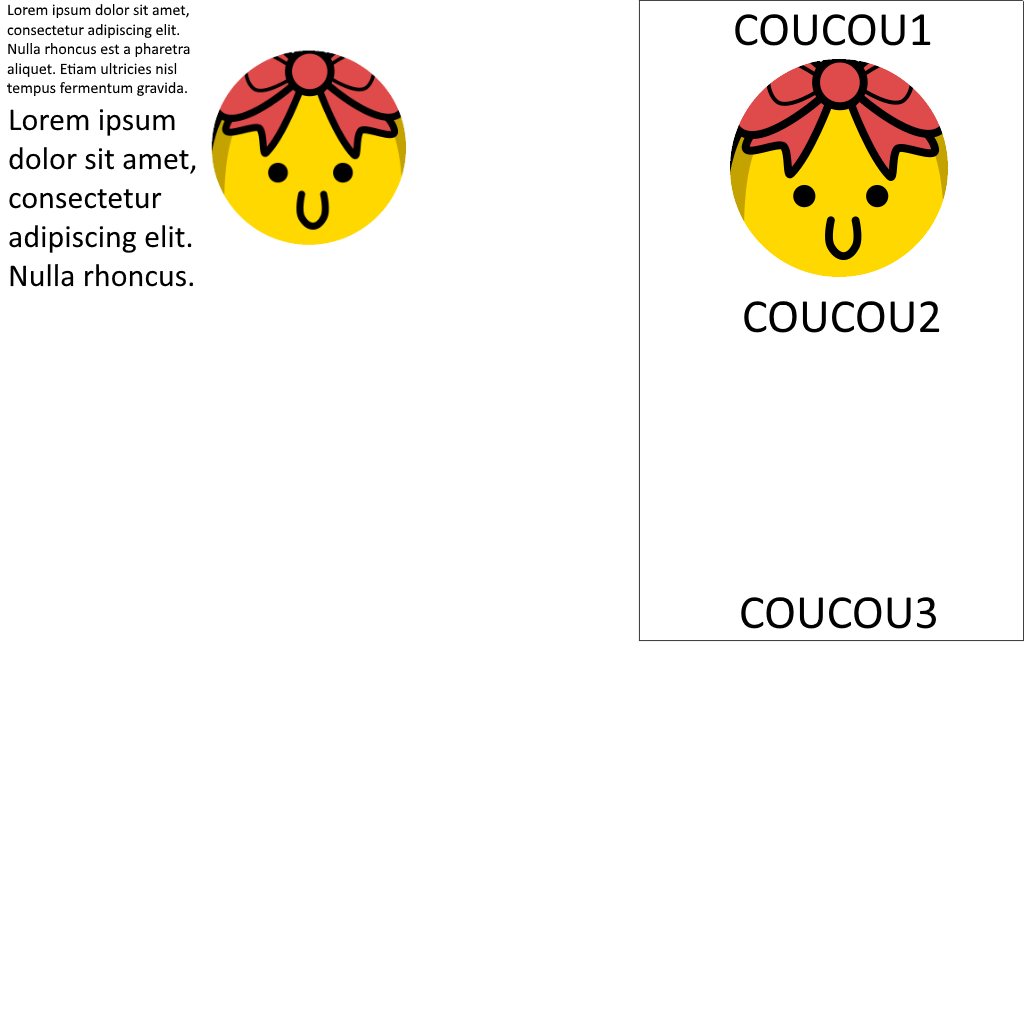 Lorem ipsum dolor sit amet,
consectetur adipiscing elit.
Nulla rhoncus est a pharetra
aliquet. Etiam ultricies nisl
tempus fermentum gravida.
Lorem ipsum
dolor sit amet,
consectetur
adipiscing elit.
Nulla rhoncus.
COUCOU1
COUCOU2
COUCOU3